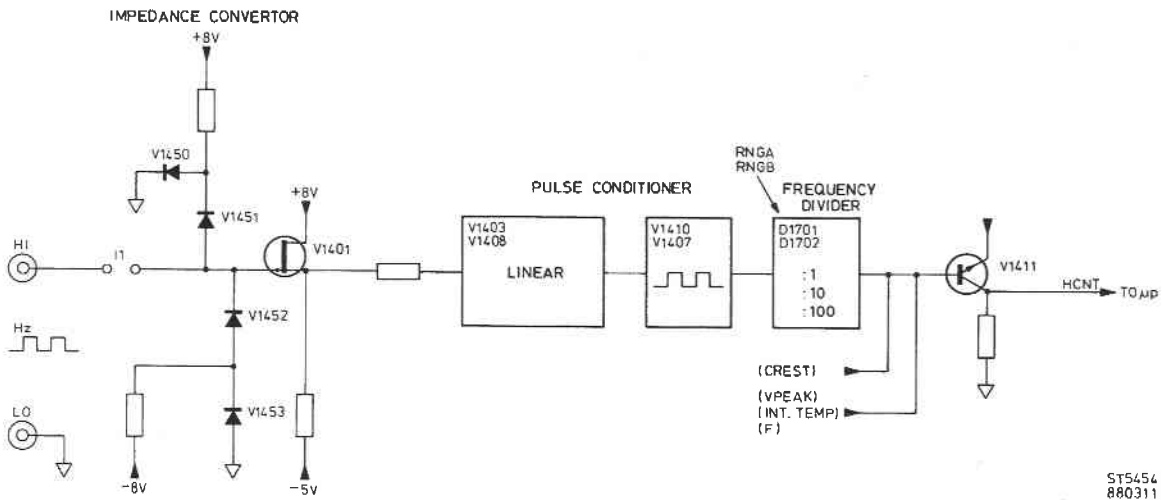 IMPEDANCE CONVERTOR
+8V
V1450
V1451
+8V
V1401
HI
I1
Hz
LO
V1452
V1453
-8V
-5V
PULSE CONDITIONER
V1403
V1408
LINEAR
V1410
V1407
RNGA
RNGB
FREQUENCY
DIVIDER
D1701
D1702
:1
:10
:100
V1411
HCNT
TO µp
(CREST)
(VPEAK)
(INT. TEMP)
(F)
ST5454
880311